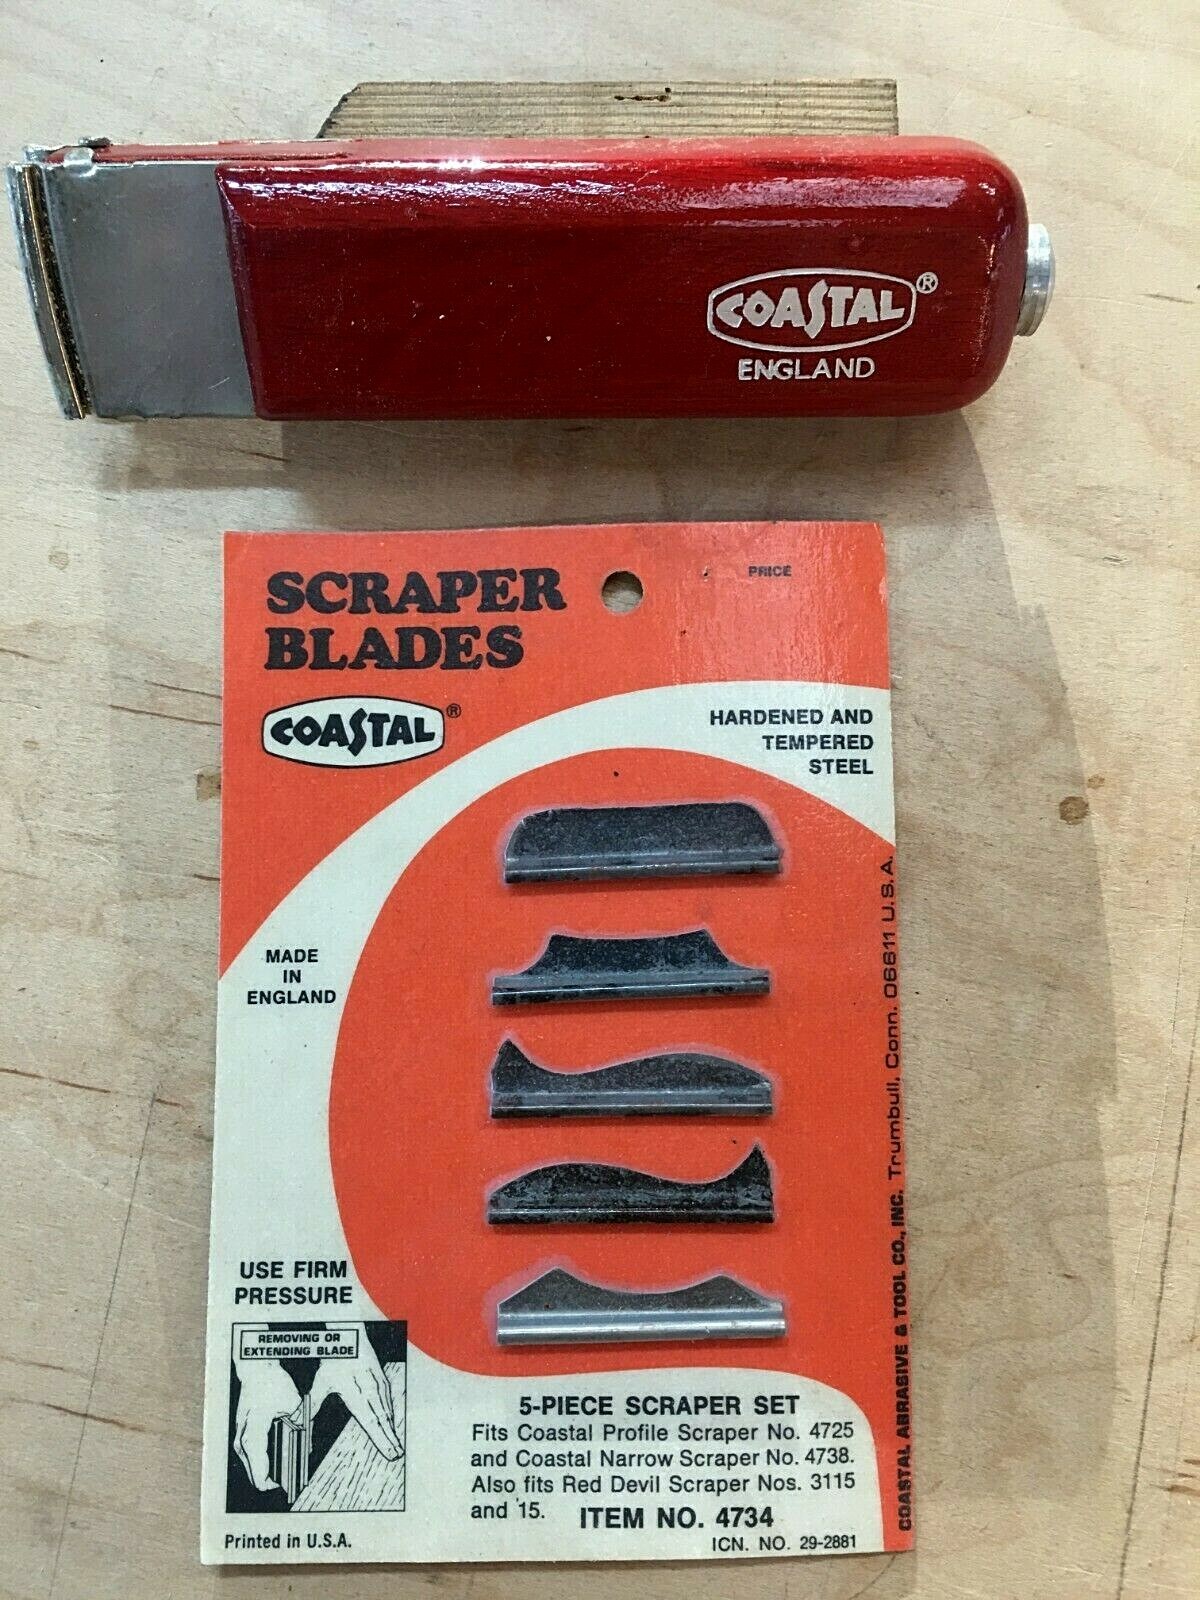 COASTAL®
ENGLAND
SCRAPER
BLADES
PRICE
COASTAL®
HARDENED AND
TEMPERED
STEEL
MADE
IN
ENGLAND
USE FIRM
PRESSURE
REMOVING OR
EXTENDING BLADE
Printed in U.S.A.
5-PIECE SCRAPER SET
Fits Coastal Profile Scraper No. 4725
and Coastal Narrow Scraper No. 4738.
Also fits Red Devil Scraper Nos. 3115
and '15. ITEM NO. 4734
ICN. NO. 29-2881
COASTAL ABRASIVE & TOOL CO., INC. Trumbull, Conn. 06611 U.S.A.